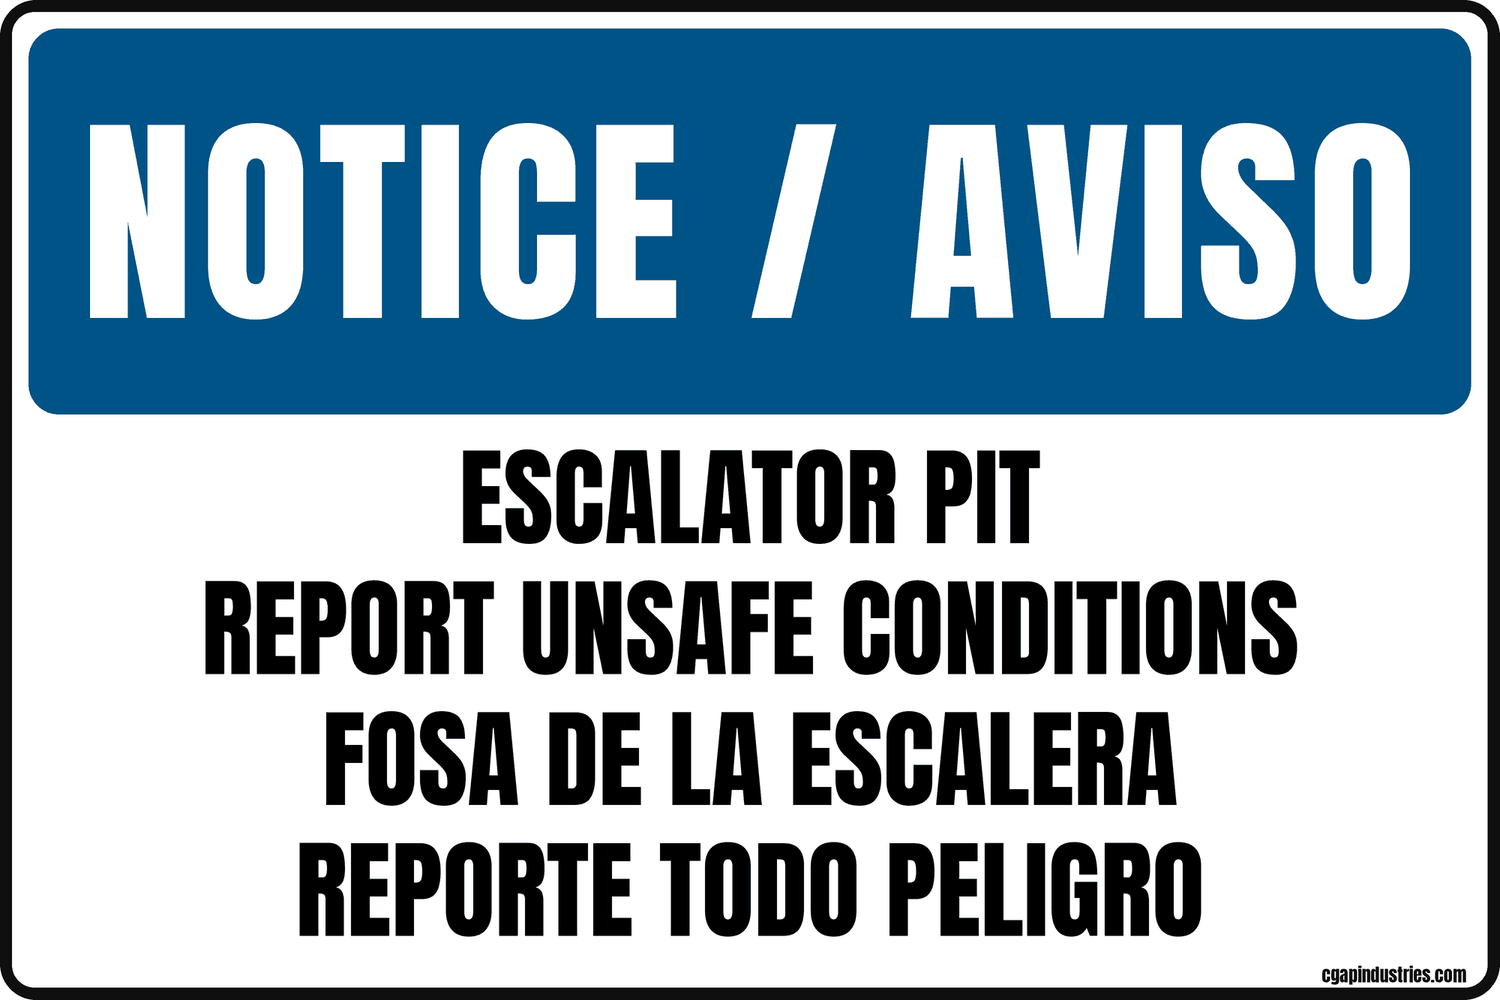 NOTICE / AVISO
ESCALATOR PIT
REPORT UNSAFE CONDITIONS
FOSA DE LA ESCALERA
REPORTE TODO PELIGRO
cgapindustries.com